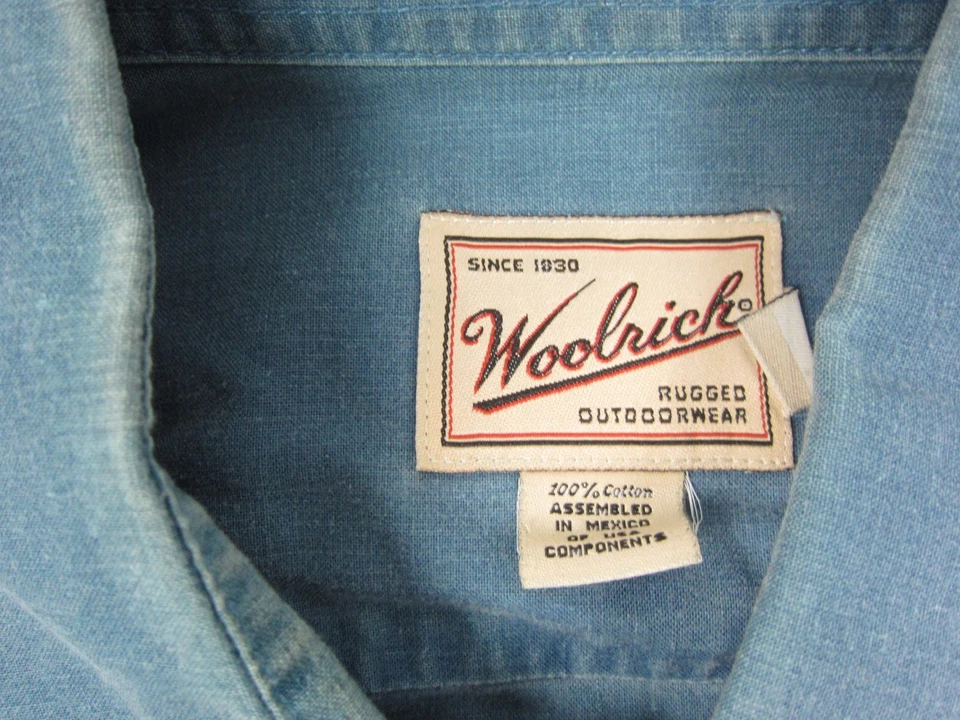 SINCE 1830
Woolrich®
RUGGED
OUTDOORWEAR
100% Cotton
ASSEMBLED
IN MEXICO
OF USA
COMPONENTS